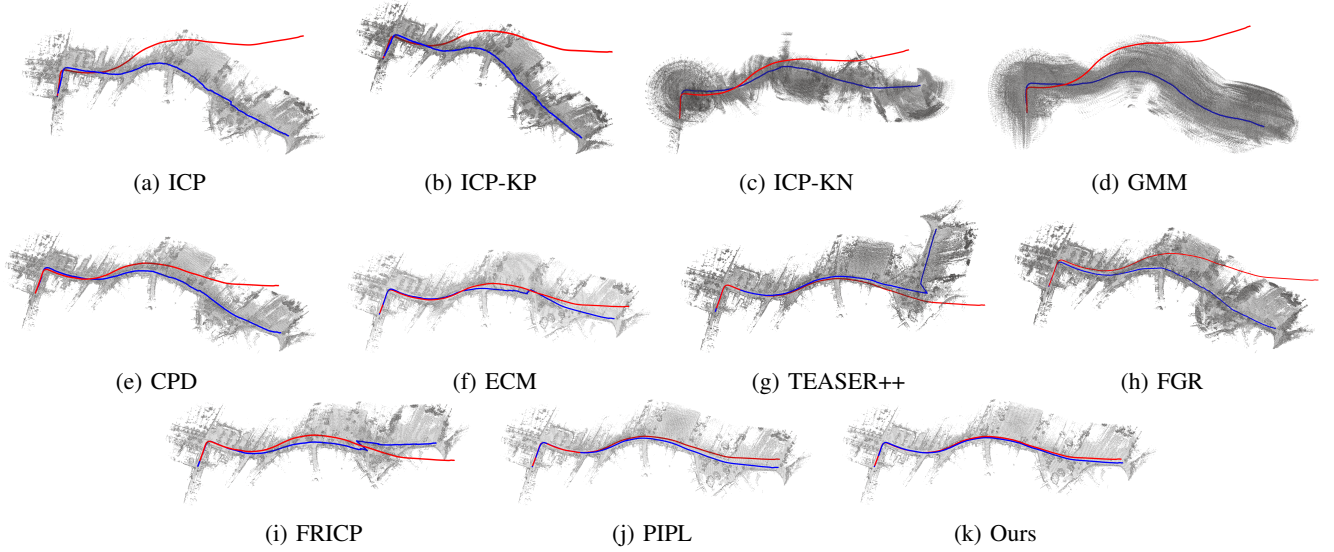 (a) ICP
(b) ICP-KP
(c) ICP-KN
(d) GMM
(e) CPD
(f) ECM
(g) TEASER++
(h) FGR
(i) FRICP
(j) PIPL
(k) Ours